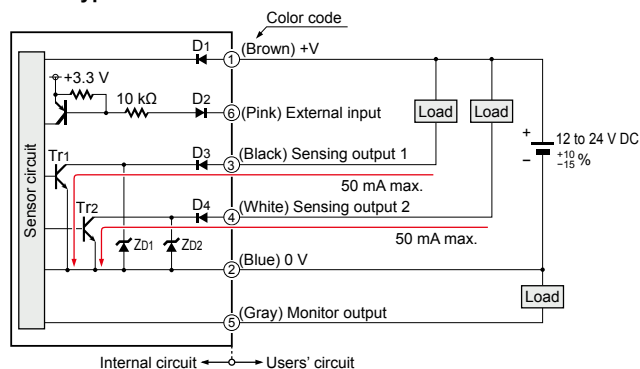 Color code
D1
1
(Brown) +V
+3.3 V
10 kΩ
D2
6
(Pink) External input
Load
Load
+
−
12 to 24 V DC
+10
−15 %
Sensor circuit
Tr1
D3
3
(Black) Sensing output 1
50 mA max.
Tr2
D4
4
(White) Sensing output 2
50 mA max.
ZD1
ZD2
2
(Blue) 0 V
Load
5
(Gray) Monitor output
Internal circuit
Users' circuit